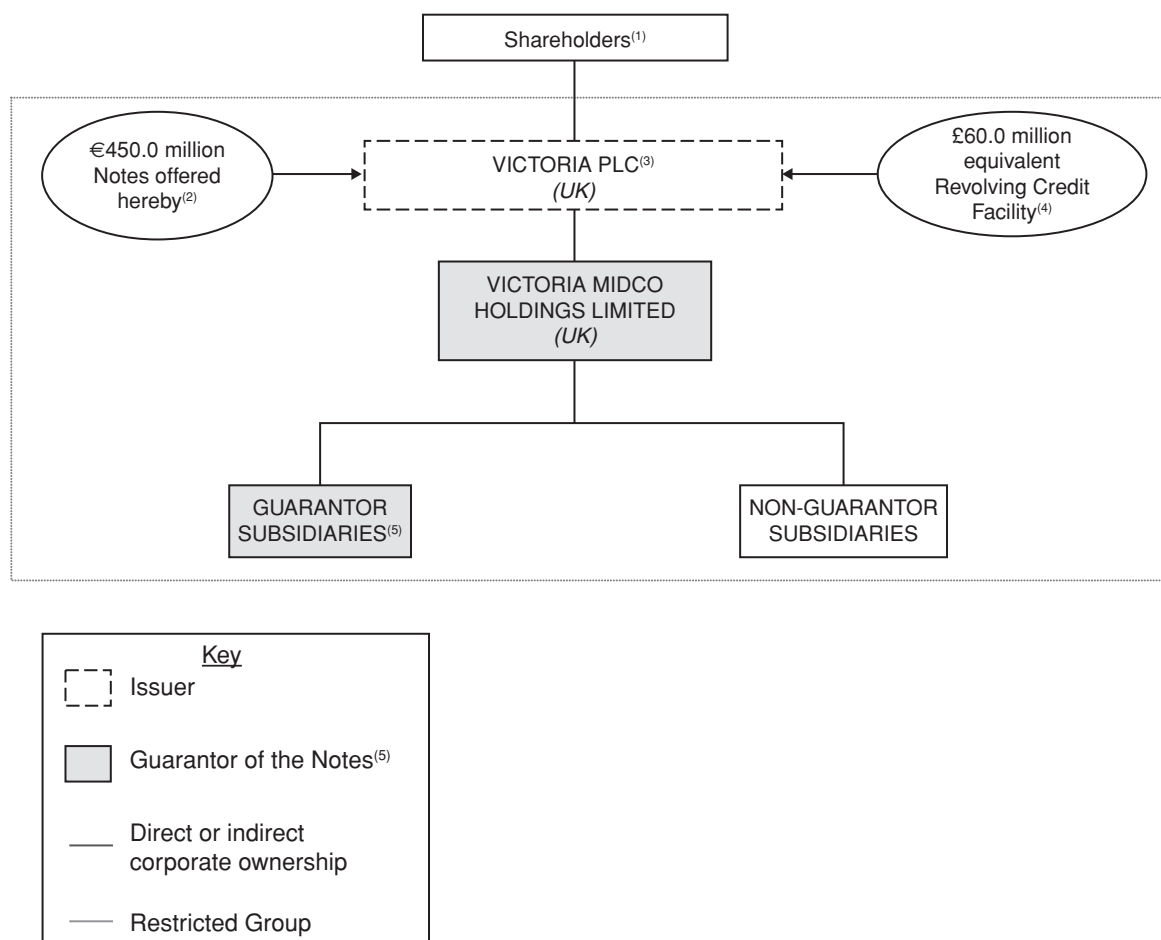 Shareholders(1)
€450.0 million
Notes offered
hereby(2)
VICTORIA PLC(3)
(UK)
£60.0 million
equivalent
Revolving Credit
Facility(4)
VICTORIA MIDCO
HOLDINGS LIMITED
(UK)
GUARANTOR
SUBSIDIARIES(5)
NON-GUARANTOR
SUBSIDIARIES
Key
Issuer
Guarantor of the Notes(5)
Direct or indirect
corporate ownership
Restricted Group